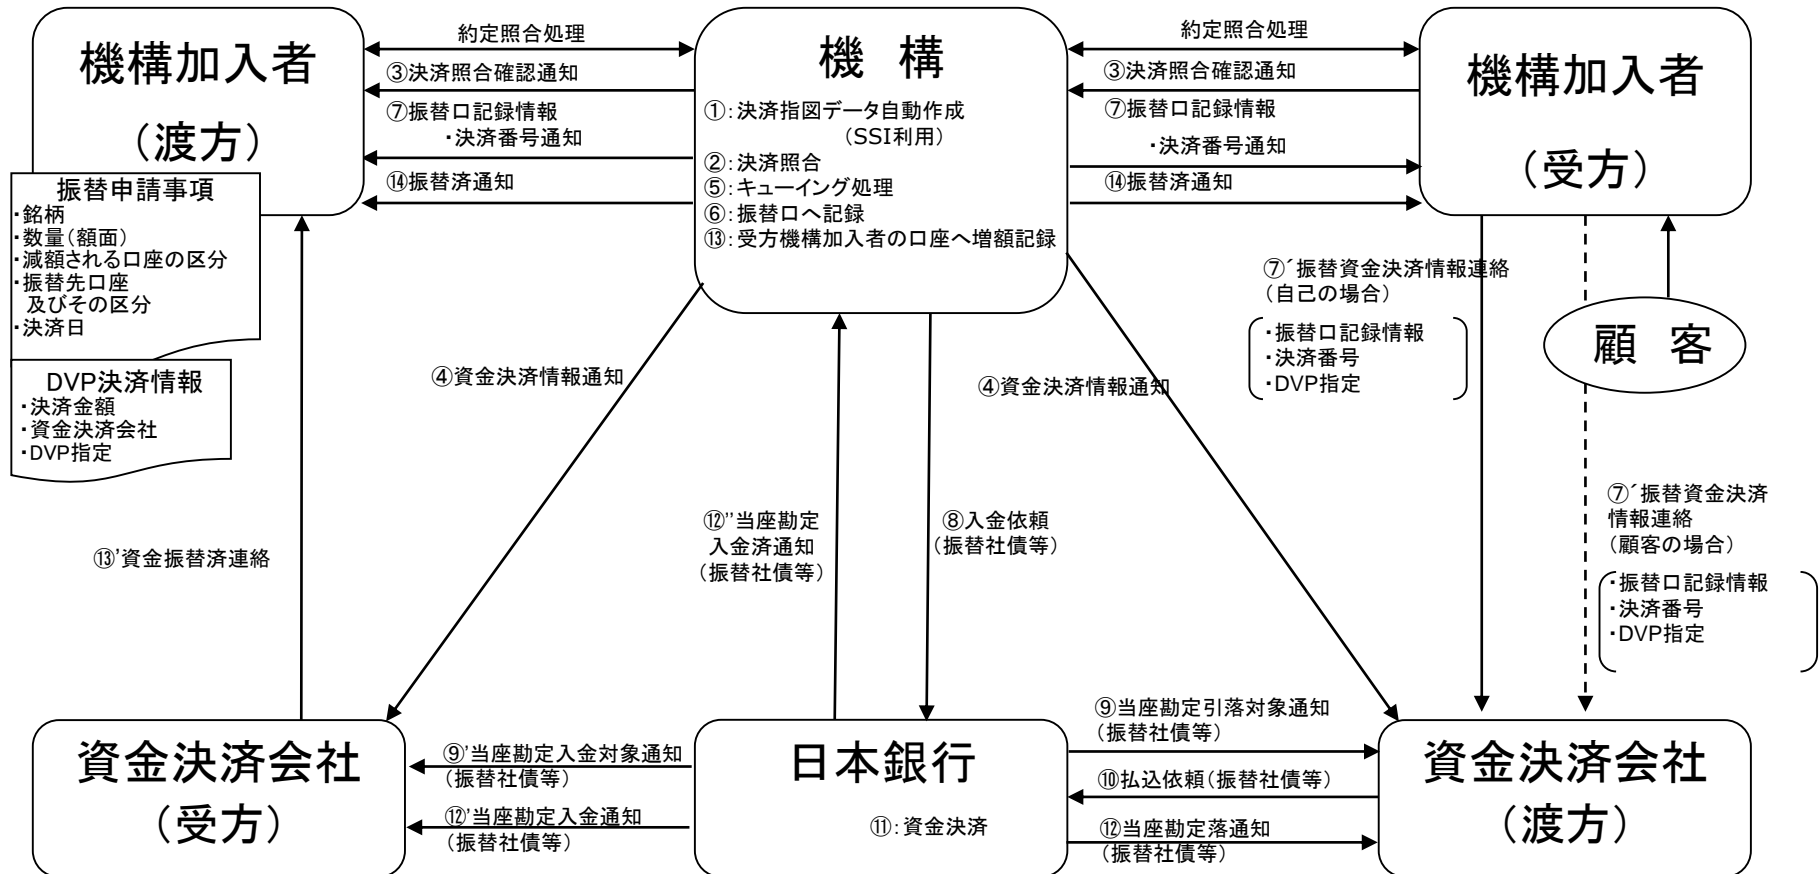 機構加入者
（渡方）
約定照合処理
③決済照合確認通知
⑦振替口記録情報
・決済番号通知
⑭振替済通知
機 構
①：決済指図データ自動作成
（SSI利用）
②：決済照合
⑤：キューイング処理
⑥：振替口へ記録
⑬：受方機構加入者の口座へ増額記録
約定照合処理
③決済照合確認通知
⑦振替口記録情報
・決済番号通知
⑭振替済通知
機構加入者
（受方）
振替申請事項
・銘柄
・数量（額面）
・減額される口座の区分
・振替先口座
及びその区分
・決済日
DVP決済情報
・決済金額
・資金決済会社
・DVP指定
④資金決済情報通知
④資金決済情報通知
⑦´振替資金決済情報連絡
（自己の場合）
・振替口記録情報
・決済番号
・DVP指定
顧 客
⑬'資金振替済連絡
⑫''当座勘定
入金済通知
（振替社債等）
⑧入金依頼
（振替社債等）
⑦´振替資金決済
情報連絡
（顧客の場合）
・振替口記録情報
・決済番号
・DVP指定
資金決済会社
（受方）
⑨'当座勘定入金対象通知
（振替社債等）
⑫'当座勘定入金通知
（振替社債等）
日本銀行
⑪：資金決済
⑨当座勘定引落対象通知
（振替社債等）
⑩払込依頼（振替社債等）
⑫当座勘定落通知
（振替社債等）
資金決済会社
（渡方）